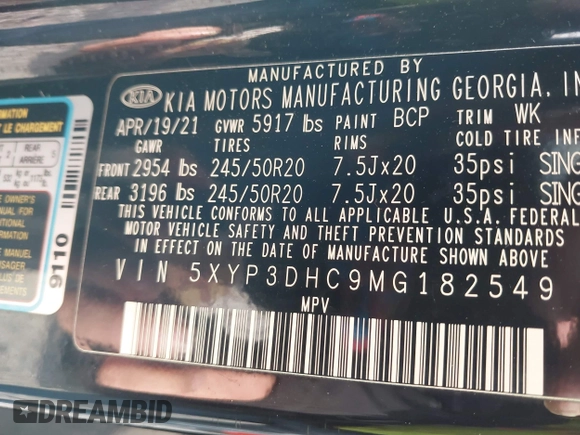 MANUFACTURED BY
KIA KIA MOTORS MANUFACTURING GEORGIA, IN
APR/19/21 GVWR 5917 lbs PAINT BCP TRIM WK
GAWR TIRES RIMS COLD TIRE INF
FRONT 2954 lbs 245/50R20 7.5Jx20 35psi SING
REAR 3196 lbs 245/50R20 7.5Jx20 35psi SING
THIS VEHICLE CONFORMS TO ALL APPLICABLE U.S.A. FEDERAL
MOTOR VEHICLE SAFETY AND THEFT PREVENTION STANDARDS
IN EFFECT ON THE DATE OF MANUFACTURE SHOWN ABOVE
VIN 5XYP3DHC9MG182549
MPV
9110
DREAMBID